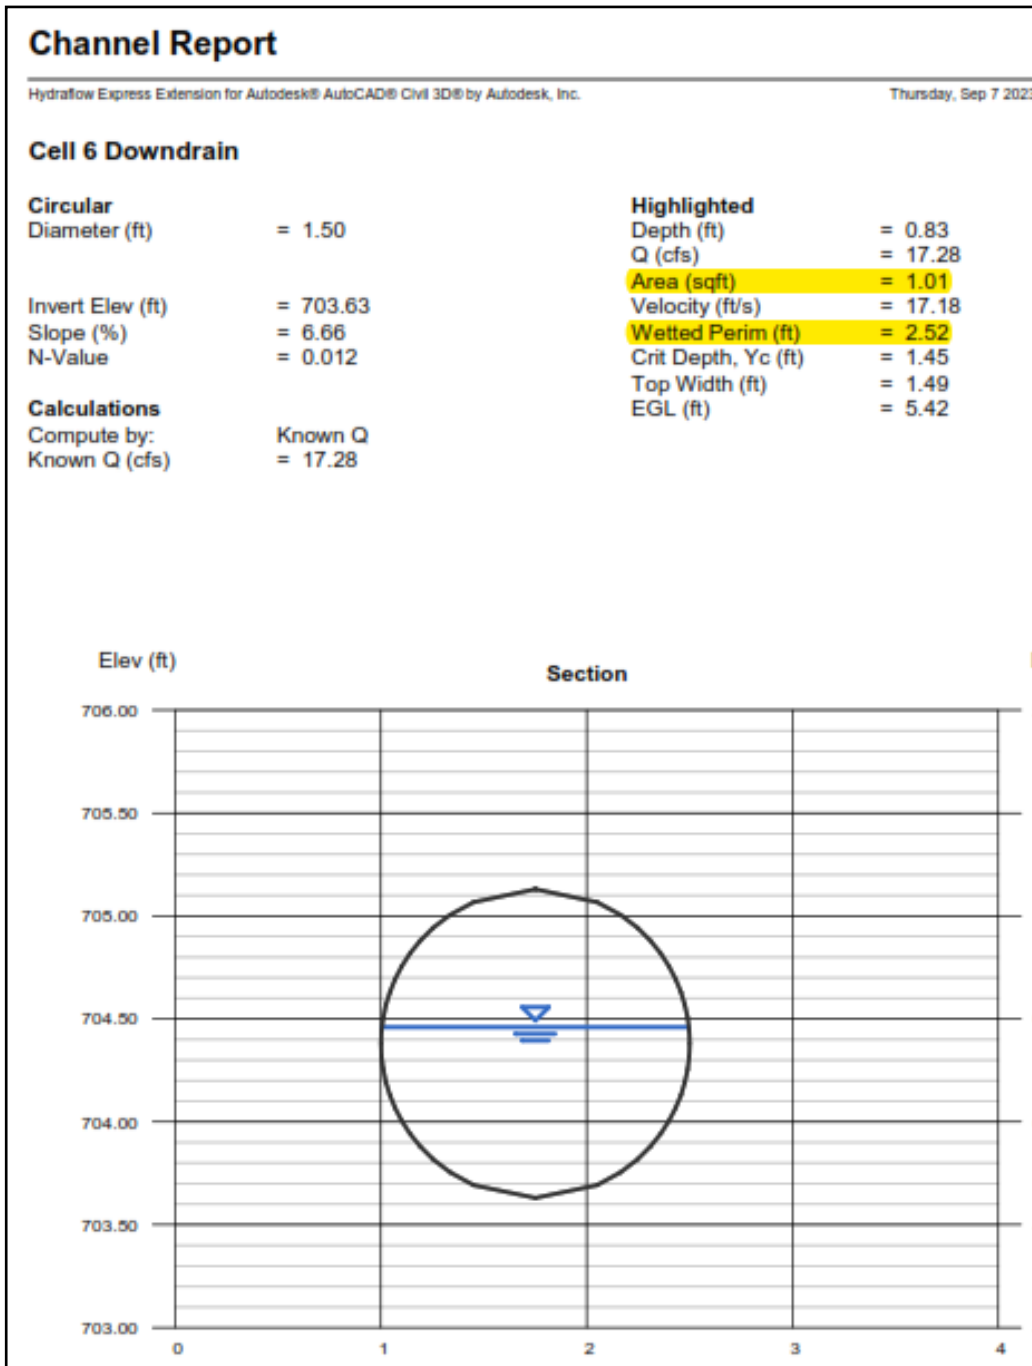 Channel Report
Hydraflow Express Extension for Autodesk® AutoCAD® Civil 3D® by Autodesk, Inc. Thursday, Sep 7 2023
Cell 6 Downdrain
Circular
Diameter (ft) = 1.50
Invert Elev (ft) = 703.63
Slope (%) = 6.66
N-Value = 0.012
Calculations
Compute by: Known Q
Known Q (cfs) = 17.28
Highlighted
Depth (ft) = 0.83
Q (cfs) = 17.28
Area (sqft) = 1.01
Velocity (ft/s) = 17.18
Wetted Perim (ft) = 2.52
Crit Depth, Yc (ft) = 1.45
Top Width (ft) = 1.49
EGL (ft) = 5.42
Elev (ft)
Section
706.00
705.50
705.00
704.50
704.00
703.50
703.00
0 1 2 3 4